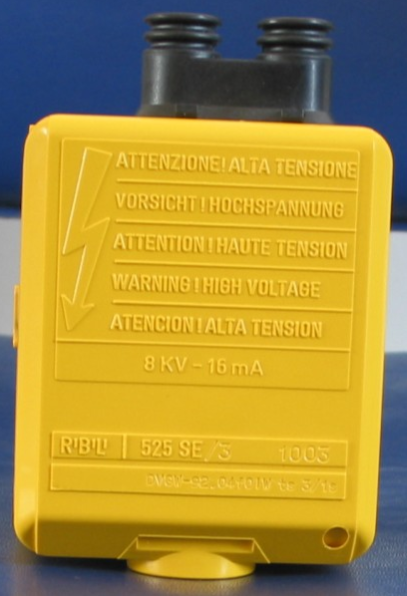 ATTENZIONE! ALTA TENSIONE
VORSICHT! HOCHSPANNUNG
ATTENTION! HAUTE TENSION
WARNING! HIGH VOLTAGE
ATENCION! ALTA TENSION
8 KV - 16 mA
R'B'L' 525 SE /3 1003